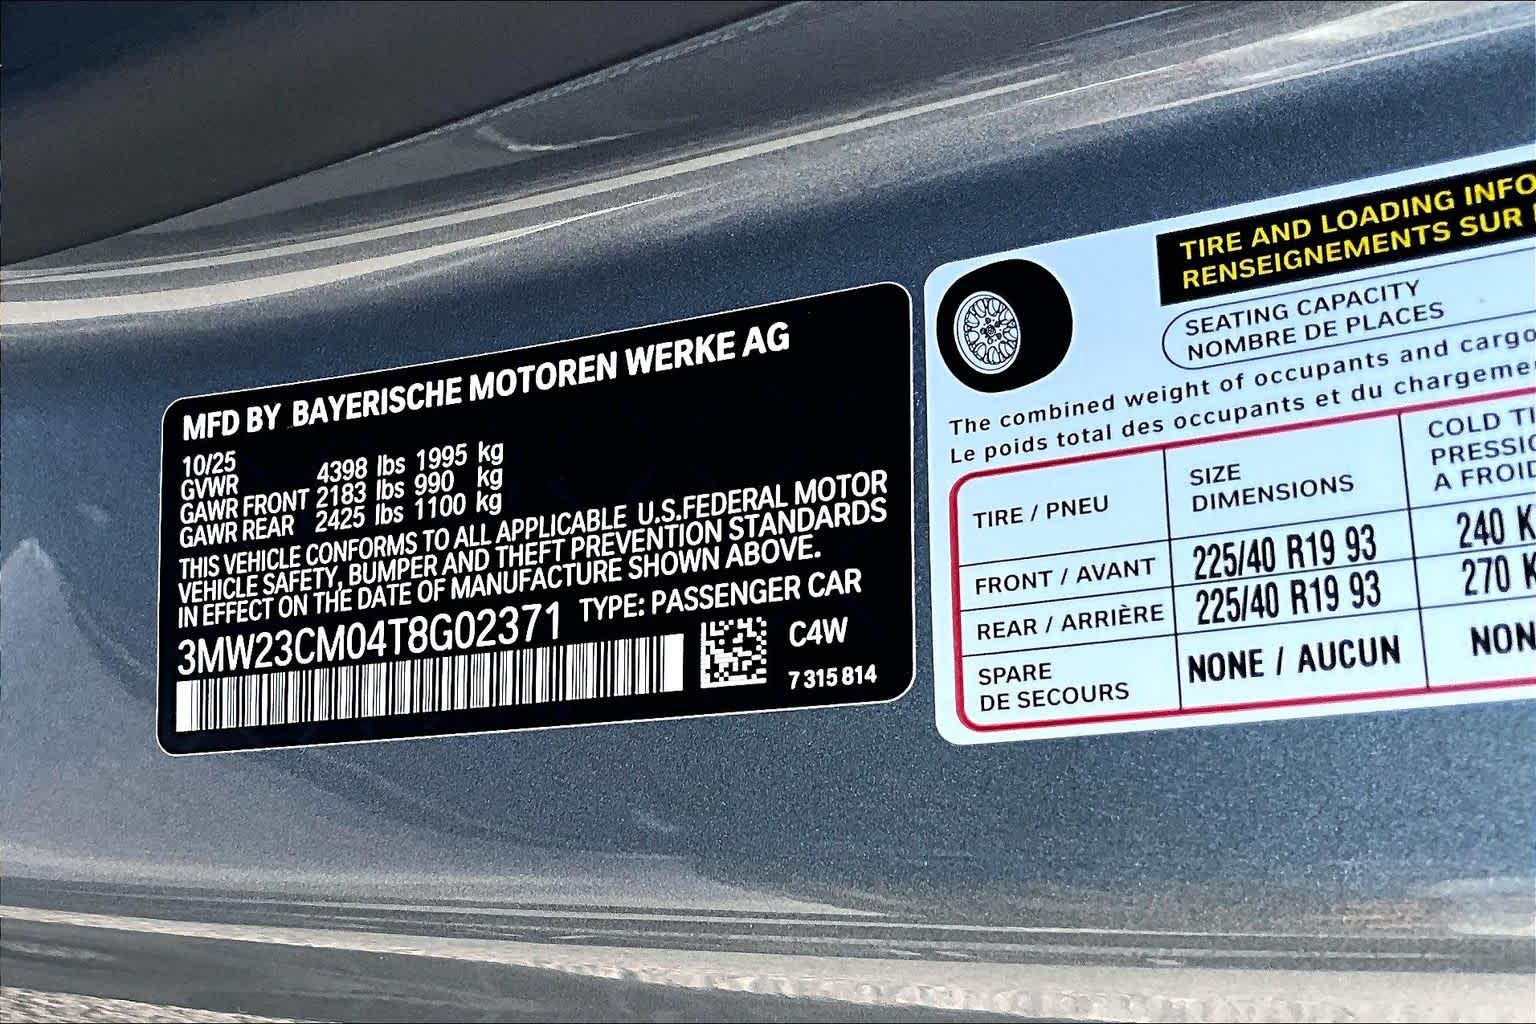 MFD BY BAYERISCHE MOTOREN WERKE AG
10/25
GVWR 4398 lbs 1995 kg
GAWR FRONT 2183 lbs 990 kg
GAWR REAR 2425 lbs 1100 kg
THIS VEHICLE CONFORMS TO ALL APPLICABLE U.S.FEDERAL MOTOR
VEHICLE SAFETY, BUMPER AND THEFT PREVENTION STANDARDS
IN EFFECT ON THE DATE OF MANUFACTURE SHOWN ABOVE.
3MW23CM04T8G02371 TYPE: PASSENGER CAR
C4W
7 315 814
TIRE AND LOADING INFO
RENSEIGNEMENTS SUR
SEATING CAPACITY
NOMBRE DE PLACES
The combined weight of occupants and cargo
Le poids total des occupants et du chargeme
TIRE / PNEU
SIZE
DIMENSIONS
COLD TI
PRESSIO
A FROID
FRONT / AVANT 225/40 R19 93 240 K
REAR / ARRIÈRE 225/40 R19 93 270 K
SPARE
DE SECOURS
NONE / AUCUN NON